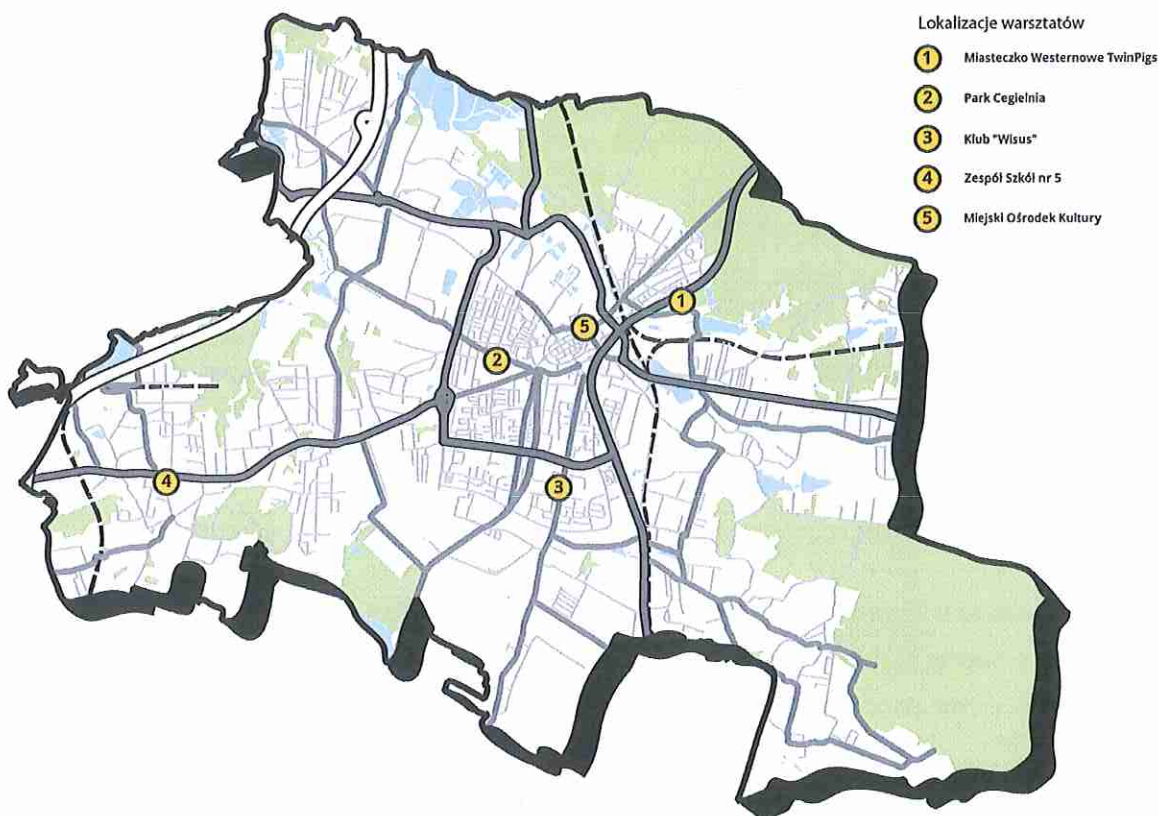 Lokalizacje warsztatów
1 Miasteczko Westernowe TwinPigs
2 Park Cegielnia
3 Klub "Wisus"
4 Zespół Szkół nr 5
5 Miejski Ośrodek Kultury
1
5
2
4
3